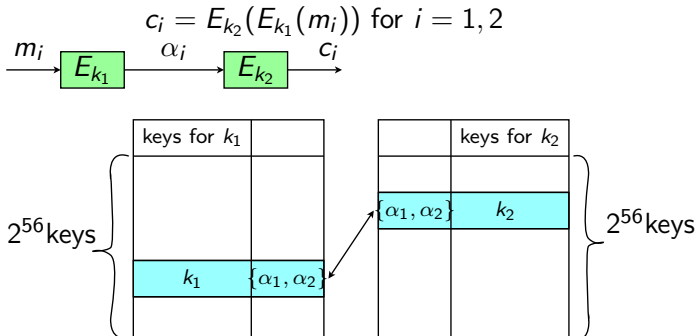 c_i = E_{k_2}(E_{k_1}(m_i)) for i = 1, 2
m_i E_{k_1} α_i E_{k_2} c_i
keys for k_1 keys for k_2
{α_1, α_2} k_2
2^{56}keys 2^{56}keys
k_1 {α_1, α_2}